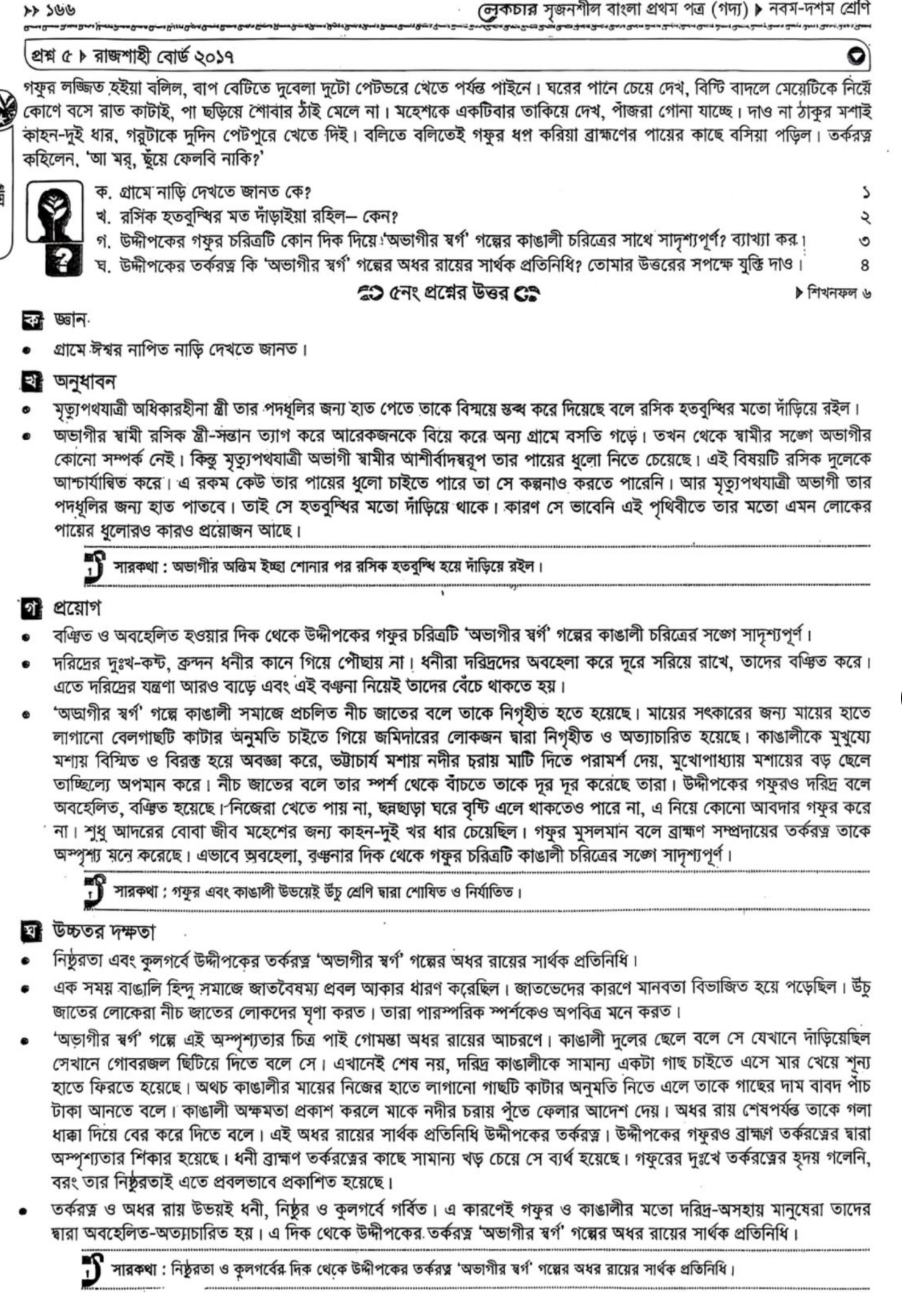 >> ১৬৬
লেকচার সৃজনশীল বাংলা প্রথম পত্র (গদ্য) ▶ নবম-দশম শ্রেণি
প্রশ্ন ৫ ▶ রাজশাহী বোর্ড ২০১৭
গফুর লজ্জিত হইয়া বলিল, বাপ বেটিতে দুবেলা দুটো পেটভরে খেতে পর্যন্ত পাইনে। ঘরের পানে চেয়ে দেখ, বিষ্টি বাদলে মেয়েটিকে নিয়ে
কোণে বসে রাত কাটাই, পা ছড়িয়ে শোবার ঠাঁই মেলে না। মহেশকে একটিবার তাকিয়ে দেখ, পাঁজরা গোনা যাচ্ছে। দাও না ঠাকুর মশাই
কাহন-দুই ধার, গরুটাকে দুদিন পেটপুরে খেতে দিই। বলিতে বলিতেই গফুর ধপ করিয়া ব্রাহ্মণের পায়ের কাছে বসিয়া পড়িল। তর্করত্ন
কহিলেন, 'আ মর্, ছুঁয়ে ফেলবি নাকি?'
ক. গ্রামে নাড়ি দেখতে জানত কে? ১
খ. রসিক হতবুদ্ধির মত দাঁড়াইয়া রহিল– কেন? ২
গ. উদ্দীপকের গফুর চরিত্রটি কোন দিক দিয়ে 'অভাগীর স্বর্গ' গল্পের কাঙালী চরিত্রের সাথে সাদৃশ্যপূর্ণ? ব্যাখ্যা কর। ৩
ঘ. উদ্দীপকের তর্করত্ন কি 'অভাগীর স্বর্গ' গল্পের অধর রায়ের সার্থক প্রতিনিধি? তোমার উত্তরের সপক্ষে যুক্তি দাও। ৪
৫নং প্রশ্নের উত্তর
▶ শিখনফল ৬
ক জ্ঞান
• গ্রামে ঈশ্বর নাপিত নাড়ি দেখতে জানত।
খ অনুধাবন
• মৃত্যুপথযাত্রী অধিকারহীনা স্ত্রী তার পদধূলির জন্য হাত পেতে তাকে বিস্ময়ে স্তব্ধ করে দিয়েছে বলে রসিক হতবুদ্ধির মতো দাঁড়িয়ে রইল।
• অভাগীর স্বামী রসিক স্ত্রী-সন্তান ত্যাগ করে আরেকজনকে বিয়ে করে অন্য গ্রামে বসতি গড়ে। তখন থেকে স্বামীর সঙ্গে অভাগীর
কোনো সম্পর্ক নেই। কিন্তু মৃত্যুপথযাত্রী অভাগী স্বামীর আশীর্বাদস্বরূপ তার পায়ের ধুলো নিতে চেয়েছে। এই বিষয়টি রসিক দুলেকে
আশ্চার্যান্বিত করে। এ রকম কেউ তার পায়ের ধুলো চাইতে পারে তা সে কল্পনাও করতে পারেনি। আর মৃত্যুপথযাত্রী অভাগী তার
পদধূলির জন্য হাত পাতবে। তাই সে হতবুদ্ধির মতো দাঁড়িয়ে থাকে। কারণ সে ভাবেনি এই পৃথিবীতে তার মতো এমন লোকের
পায়ের ধুলোরও কারও প্রয়োজন আছে।
সারকথা : অভাগীর অন্তিম ইচ্ছা শোনার পর রসিক হতবুদ্ধি হয়ে দাঁড়িয়ে রইল।
গ প্রয়োগ
• বঞ্চিত ও অবহেলিত হওয়ার দিক থেকে উদ্দীপকের গফুর চরিত্রটি 'অভাগীর স্বর্গ' গল্পের কাঙালী চরিত্রের সঙ্গে সাদৃশ্যপূর্ণ।
• দরিদ্রের দুঃখ-কষ্ট, ক্রন্দন ধনীর কানে গিয়ে পৌঁছায় না। ধনীরা দরিদ্রদের অবহেলা করে দূরে সরিয়ে রাখে, তাদের বঞ্চিত করে।
এতে দরিদ্রের যন্ত্রণা আরও বাড়ে এবং এই বঞ্চনা নিয়েই তাদের বেঁচে থাকতে হয়।
• 'অভাগীর স্বর্গ' গল্পে কাঙালী সমাজে প্রচলিত নীচ জাতের বলে তাকে নিগৃহীত হতে হয়েছে। মায়ের সৎকারের জন্য মায়ের হাতে
লাগানো বেলগাছটি কাটার অনুমতি চাইতে গিয়ে জমিদারের লোকজন দ্বারা নিগৃহীত ও অত্যাচারিত হয়েছে। কাঙালীকে মুখুয্যে
মশায় বিস্মিত ও বিরক্ত হয়ে অবজ্ঞা করে, ভট্টাচার্য মশায় নদীর চরায় মাটি দিতে পরামর্শ দেয়, মুখোপাধ্যায় মশায়ের বড় ছেলে
তাচ্ছিল্যে অপমান করে। নীচ জাতের বলে তার স্পর্শ থেকে বাঁচতে তাকে দূর দূর করেছে তারা। উদ্দীপকের গফুরও দরিদ্র বলে
অবহেলিত, বঞ্চিত হয়েছে। নিজেরা খেতে পায় না, ছন্নছাড়া ঘরে বৃষ্টি এলে থাকতেও পারে না, এ নিয়ে কোনো আবদার গফুর করে
না। শুধু আদরের বোবা জীব মহেশের জন্য কাহন-দুই খর ধার চেয়েছিল। গফুর মুসলমান বলে ব্রাহ্মণ সম্প্রদায়ের তর্করত্ন তাকে
অস্পৃশ্য মনে করেছে। এভাবে অবহেলা, বঞ্চনার দিক থেকে গফুর চরিত্রটি কাঙালী চরিত্রের সঙ্গে সাদৃশ্যপূর্ণ।
সারকথা : গফুর এবং কাঙালী উভয়েই উঁচু শ্রেণি দ্বারা শোষিত ও নির্যাতিত।
ঘ উচ্চতর দক্ষতা
• নিষ্ঠুরতা এবং কুলগর্বে উদ্দীপকের তর্করত্ন 'অভাগীর স্বর্গ' গল্পের অধর রায়ের সার্থক প্রতিনিধি।
• এক সময় বাঙালি হিন্দু সমাজে জাতবৈষম্য প্রবল আকার ধারণ করেছিল। জাতভেদের কারণে মানবতা বিভাজিত হয়ে পড়েছিল। উঁচু
জাতের লোকেরা নীচ জাতের লোকদের ঘৃণা করত। তারা পারস্পরিক স্পর্শকেও অপবিত্র মনে করত।
• 'অভাগীর স্বর্গ' গল্পে এই অস্পৃশ্যতার চিত্র পাই গোমস্তা অধর রায়ের আচরণে। কাঙালী দুলের ছেলে বলে সে যেখানে দাঁড়িয়েছিল
সেখানে গোবরজল ছিটিয়ে দিতে বলে সে। এখানেই শেষ নয়, দরিদ্র কাঙালীকে সামান্য একটা গাছ চাইতে এসে মার খেয়ে শূন্য
হাতে ফিরতে হয়েছে। অথচ কাঙালীর মায়ের নিজের হাতে লাগানো গাছটি কাটার অনুমতি নিতে এলে তাকে গাছের দাম বাবদ পাঁচ
টাকা আনতে বলে। কাঙালী অক্ষমতা প্রকাশ করলে মাকে নদীর চরায় পুঁতে ফেলার আদেশ দেয়। অধর রায় শেষপর্যন্ত তাকে গলা
ধাক্কা দিয়ে বের করে দিতে বলে। এই অধর রায়ের সার্থক প্রতিনিধি উদ্দীপকের তর্করত্ন। উদ্দীপকের গফুরও ব্রাহ্মণ তর্করত্নের দ্বারা
অস্পৃশ্যতার শিকার হয়েছে। ধনী ব্রাহ্মণ তর্করত্নের কাছে সামান্য খড় চেয়ে সে ব্যর্থ হয়েছে। গফুরের দুঃখে তর্করত্নের হৃদয় গলেনি,
বরং তার নিষ্ঠুরতাই এতে প্রবলভাবে প্রকাশিত হয়েছে।
• তর্করত্ন ও অধর রায় উভয়ই ধনী, নিষ্ঠুর ও কুলগর্বে গর্বিত। এ কারণেই গফুর ও কাঙালীর মতো দরিদ্র-অসহায় মানুষেরা তাদের
দ্বারা অবহেলিত-অত্যাচারিত হয়। এ দিক থেকে উদ্দীপকের তর্করত্ন 'অভাগীর স্বর্গ' গল্পের অধর রায়ের সার্থক প্রতিনিধি।
সারকথা : নিষ্ঠুরতা ও কুলগর্বের দিক থেকে উদ্দীপকের তর্করত্ন 'অভাগীর স্বর্গ' গল্পের অধর রায়ের সার্থক প্রতিনিধি।